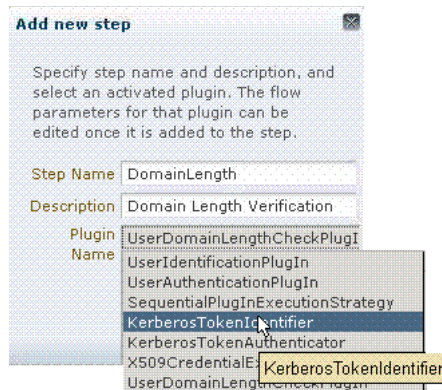 Add new step
Specify step name and description, and
select an activated plugin. The flow
parameters for that plugin can be
edited once it is added to the step.
Step Name DomainLength
Description Domain Length Verification
Plugin Name UserDomainLengthCheckPlugI
UserIdentificationPlugIn
UserAuthenticationPlugIn
SequentialPlugInExecutionStrategy
KerberosTokenIdentifier
KerberosTokenAuthenticator
X509CredentialE
KerberosTokenIdentifier
UserDomainLengthCheckPlugIn